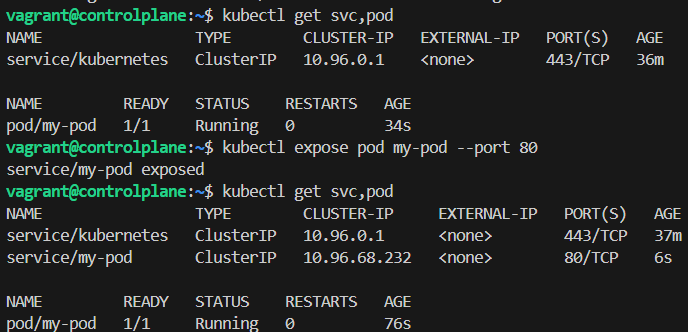 vagrant@controlplane:~$ kubectl get svc,pod
NAME TYPE CLUSTER-IP EXTERNAL-IP PORT(S) AGE
service/kubernetes ClusterIP 10.96.0.1 <none> 443/TCP 36m
NAME READY STATUS RESTARTS AGE
pod/my-pod 1/1 Running 0 34s
vagrant@controlplane:~$ kubectl expose pod my-pod --port 80
service/my-pod exposed
vagrant@controlplane:~$ kubectl get svc,pod
NAME TYPE CLUSTER-IP EXTERNAL-IP PORT(S) AGE
service/kubernetes ClusterIP 10.96.0.1 <none> 443/TCP 37m
service/my-pod ClusterIP 10.96.68.232 <none> 80/TCP 6s
NAME READY STATUS RESTARTS AGE
pod/my-pod 1/1 Running 0 76s